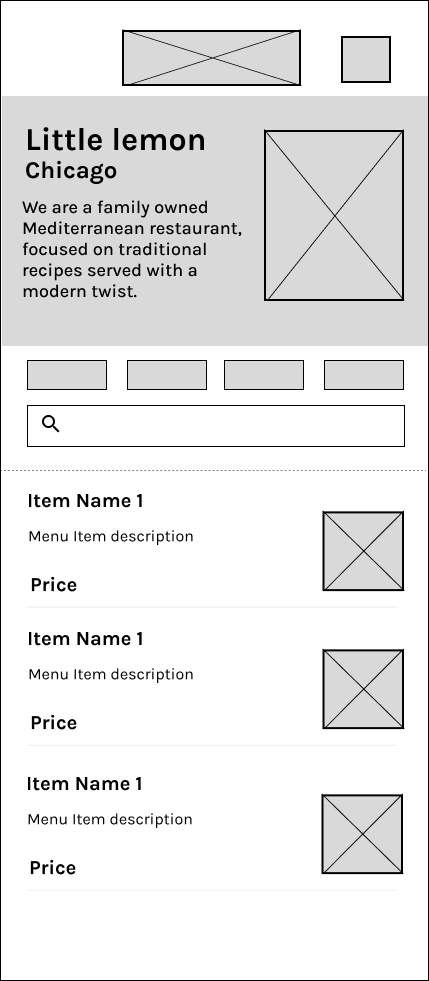 Little lemon
Chicago
We are a family owned
Mediterranean restaurant,
focused on traditional
recipes served with a
modern twist.
Item Name 1
Menu Item description
Price
Item Name 1
Menu Item description
Price
Item Name 1
Menu Item description
Price